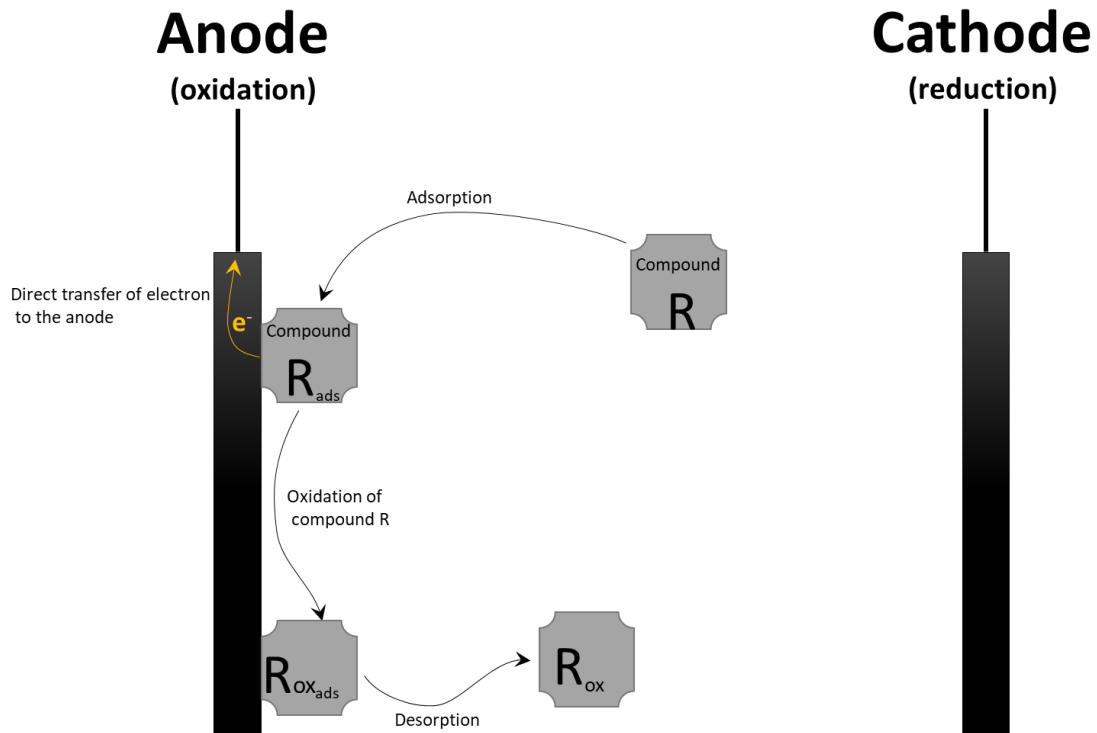 Anode
(oxidation)
Cathode
(reduction)
Adsorption
Compound
R
Direct transfer of electron
to the anode
e-
Compound
Rads
Oxidation of
compound R
Roxads
Rox
Desorption